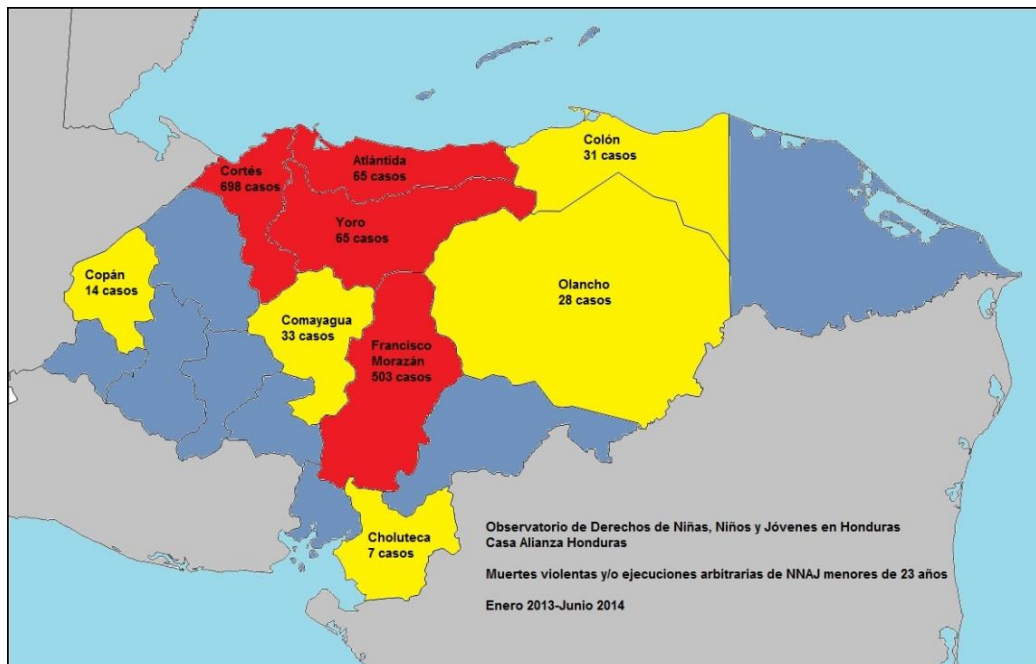 Colón
31 casos
Atlántida
65 casos
Cortés
698 casos
Yoro
65 casos
Copán
14 casos
Olancho
28 casos
Comayagua
33 casos
Francisco
Morazán
503 casos
Choluteca
7 casos
Observatorio de Derechos de Niñas, Niños y Jóvenes en Honduras
Casa Alianza Honduras
Muertes violentas y/o ejecuciones arbitrarias de NNAJ menores de 23 años
Enero 2013-Junio 2014